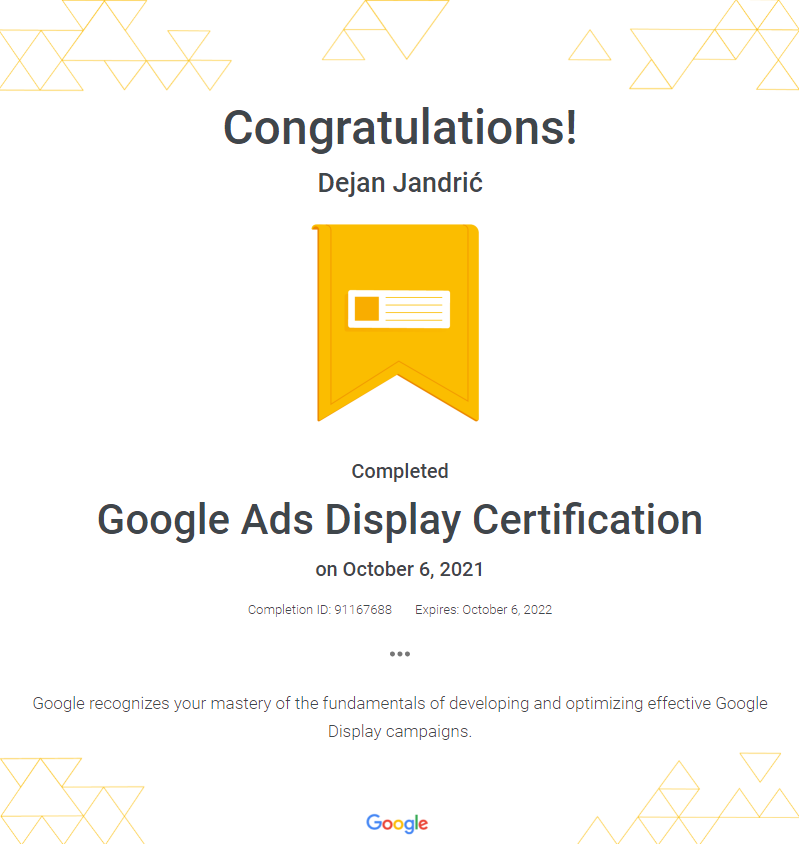 Congratulations!
Dejan Jandrić
Completed
Google Ads Display Certification
on October 6, 2021
Completion ID: 91167688 Expires: October 6, 2022
•••
Google recognizes your mastery of the fundamentals of developing and optimizing effective Google
Display campaigns.
Google